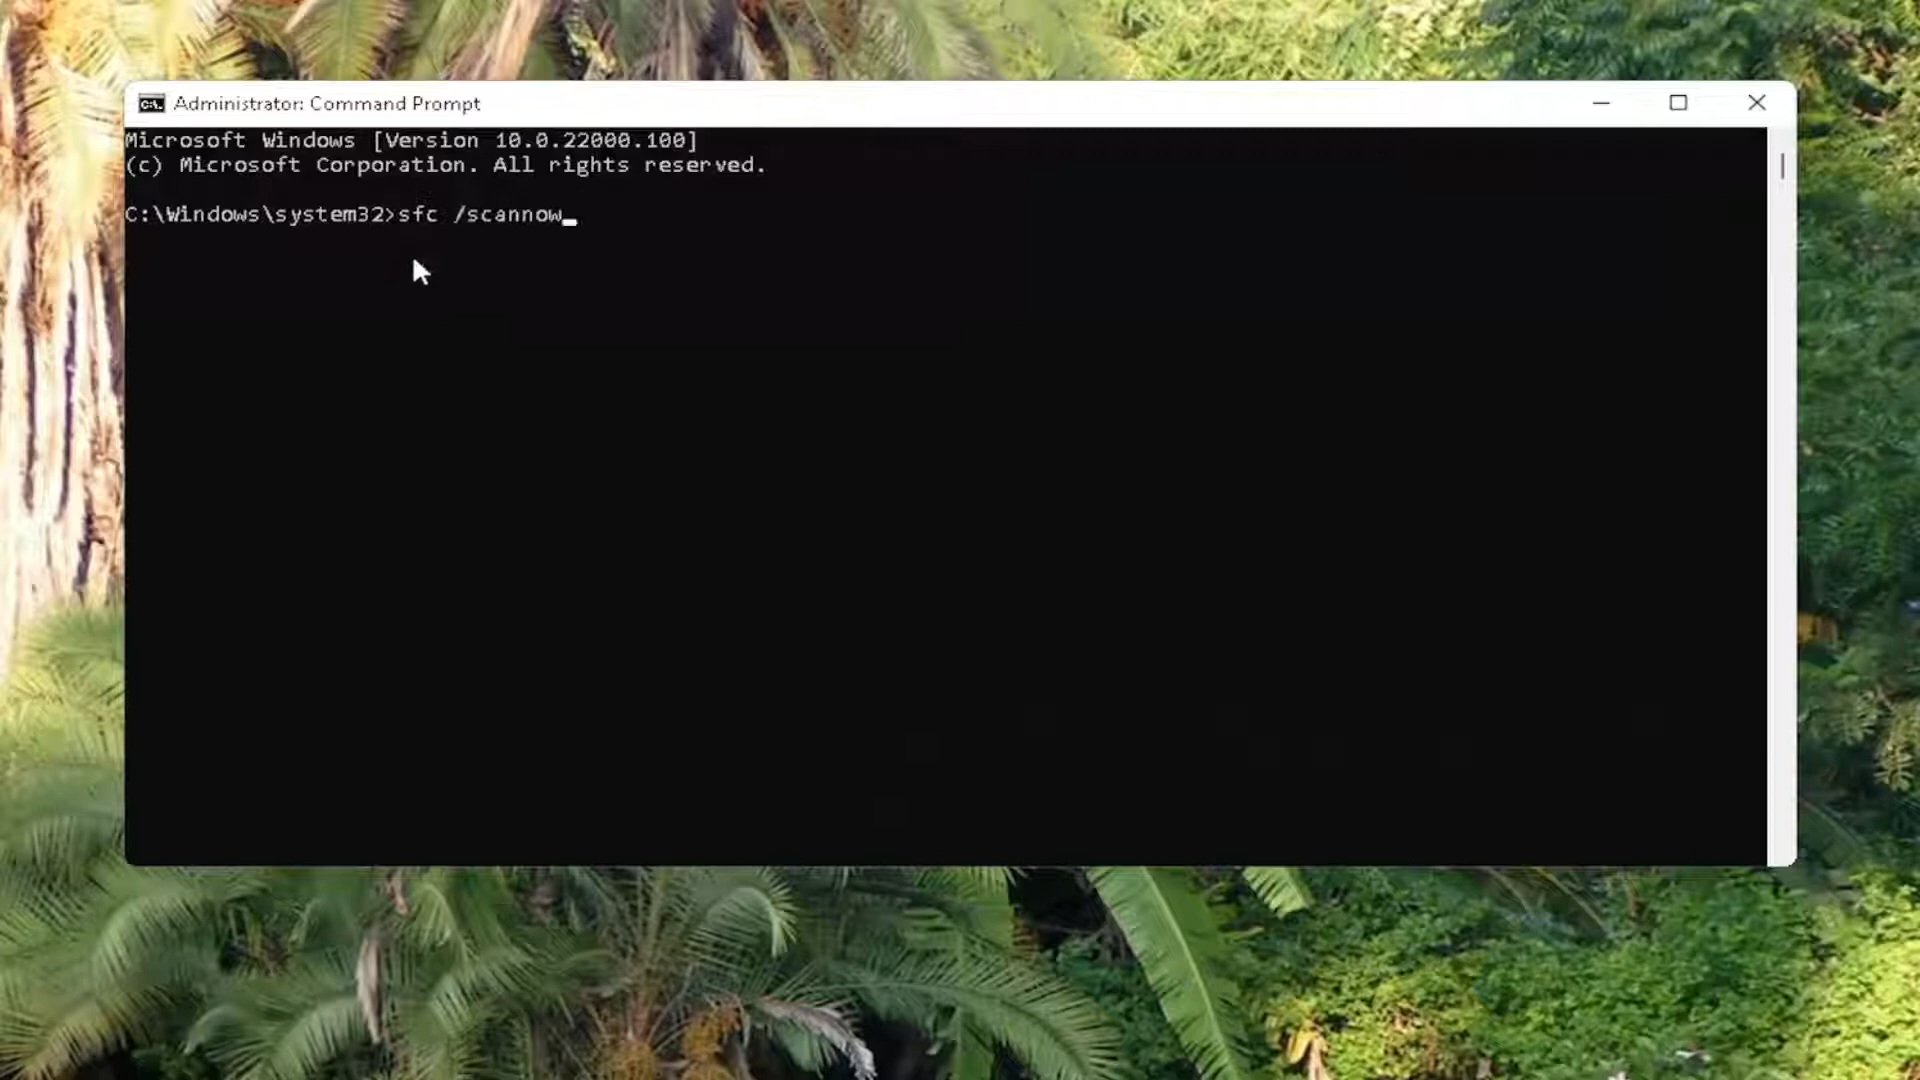 Administrator: Command Prompt
Microsoft Windows [Version 10.0.22000.100]
(c) Microsoft Corporation. All rights reserved.
C:\Windows\system32>sfc /scannow